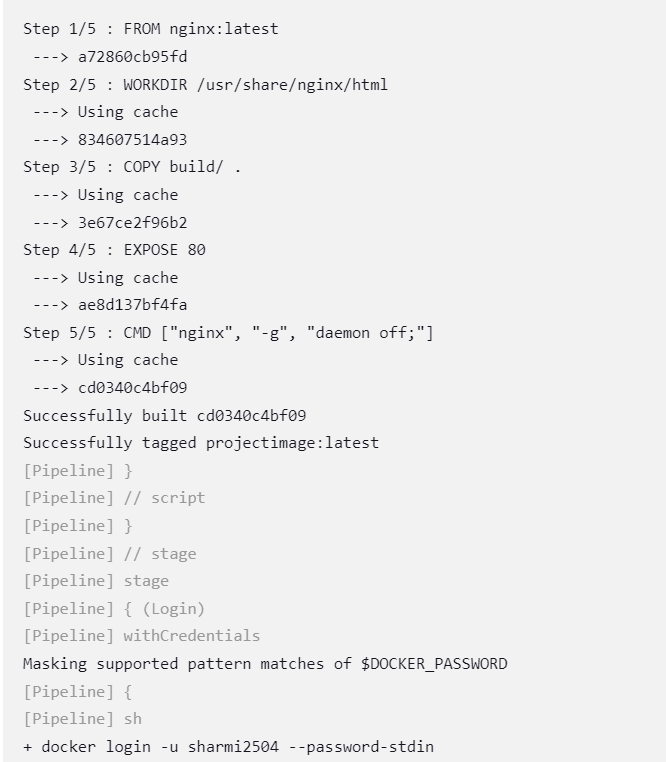 Step 1/5 : FROM nginx:latest
---> a72860cb95fd
Step 2/5 : WORKDIR /usr/share/nginx/html
---> Using cache
---> 834607514a93
Step 3/5 : COPY build/ .
---> Using cache
---> 3e67ce2f96b2
Step 4/5 : EXPOSE 80
---> Using cache
---> ae8d137bf4fa
Step 5/5 : CMD ["nginx", "-g", "daemon off;"]
---> Using cache
---> cd0340c4bf09
Successfully built cd0340c4bf09
Successfully tagged projectimage:latest
[Pipeline] }
[Pipeline] // script
[Pipeline] }
[Pipeline] // stage
[Pipeline] stage
[Pipeline] { (Login)
[Pipeline] withCredentials
Masking supported pattern matches of $DOCKER_PASSWORD
[Pipeline] {
[Pipeline] sh
+ docker login -u sharmi2504 --password-stdin